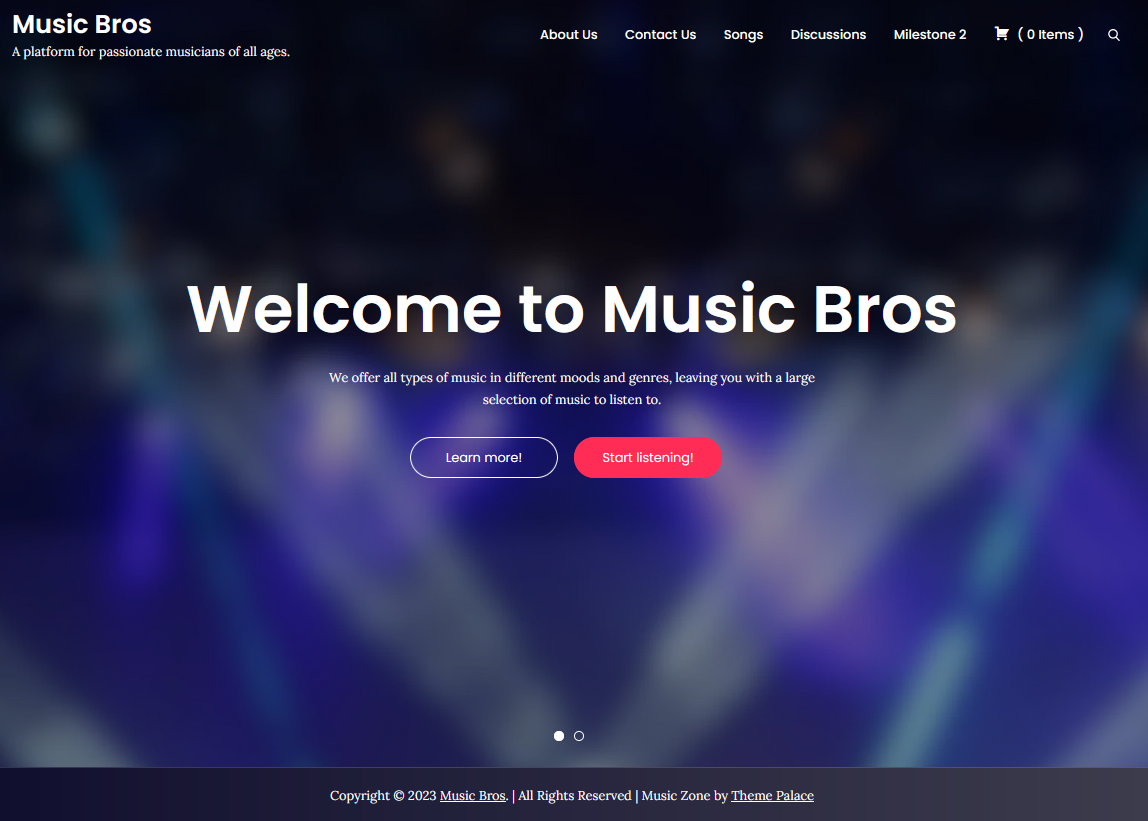 Music Bros
A platform for passionate musicians of all ages.
About Us Contact Us Songs Discussions Milestone 2 ( 0 Items )
Welcome to Music Bros
We offer all types of music in different moods and genres, leaving you with a large
selection of music to listen to.
Learn more! Start listening!
Copyright © 2023 Music Bros. | All Rights Reserved | Music Zone by Theme Palace